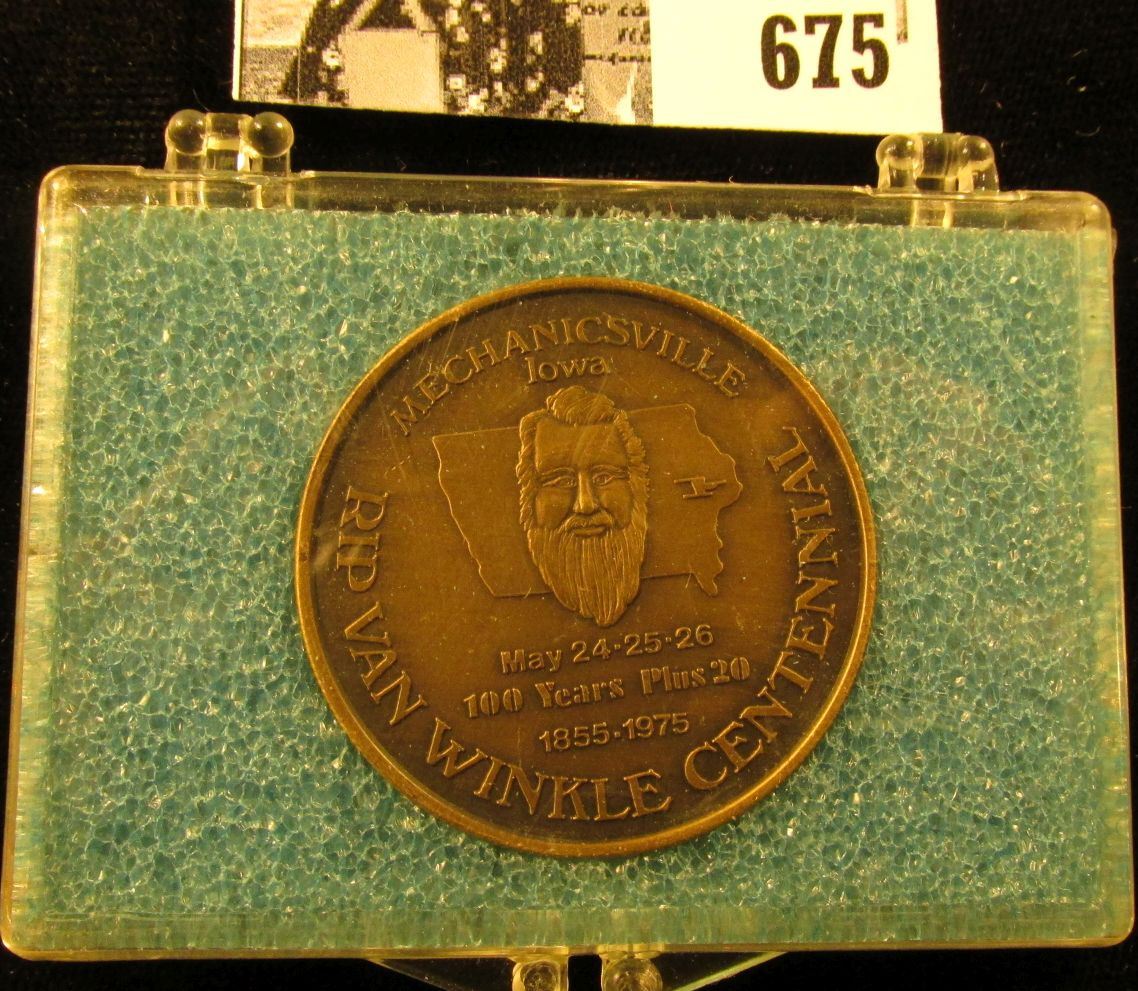 675
MECHANICSVILLE
Iowa
RIP VAN WINKLE CENTENNIAL
May 24·25·26
100 Years Plus 20
1855·1975